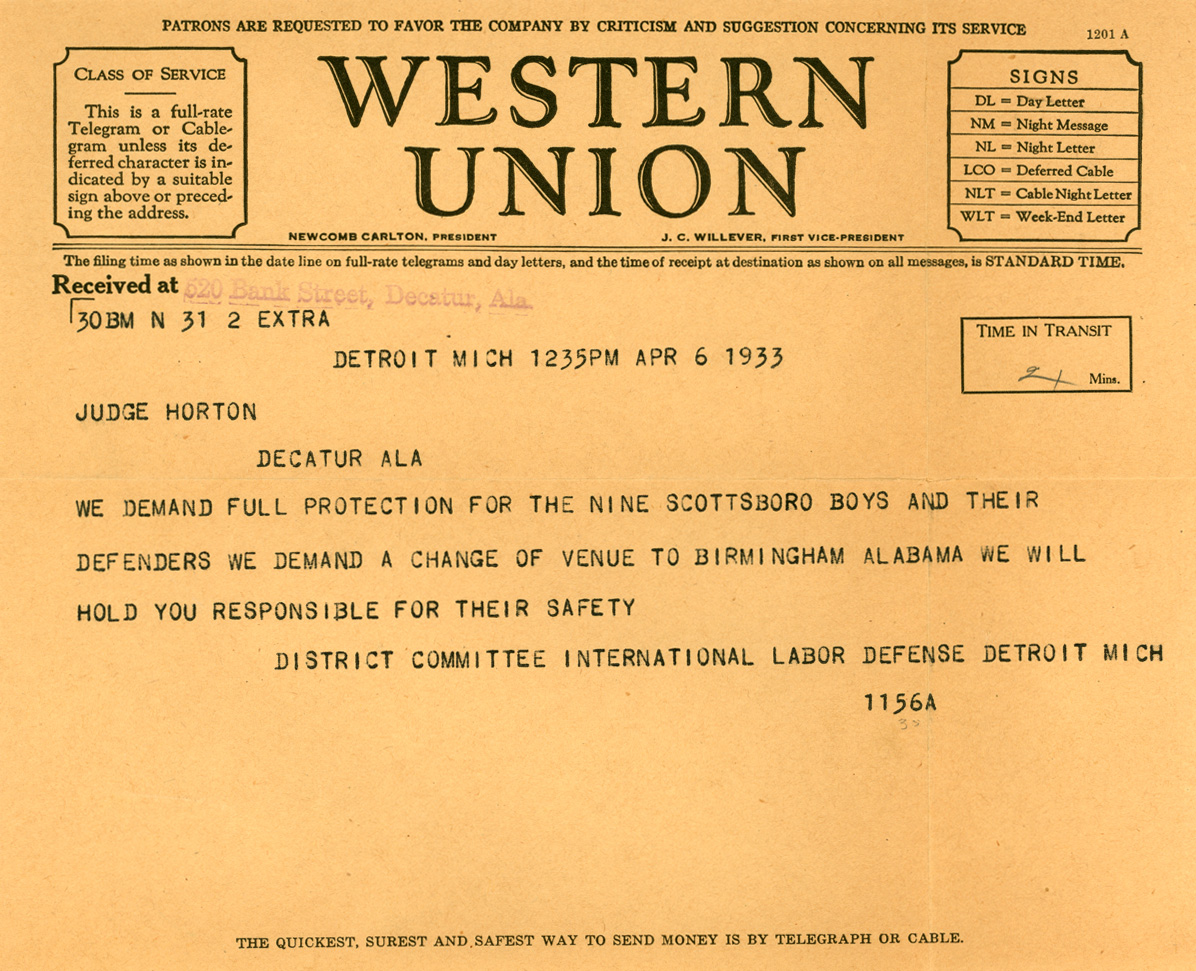 PATRONS ARE REQUESTED TO FAVOR THE COMPANY BY CRITICISM AND SUGGESTION CONCERNING ITS SERVICE
1201 A
CLASS OF SERVICE
This is a full-rate
Telegram or Cable-
gram unless its de-
ferred character is in-
dicated by a suitable
sign above or preced-
ing the address.
WESTERN
UNION
NEWCOMB CARLTON, PRESIDENT
J. C. WILLEVER, FIRST VICE-PRESIDENT
SIGNS
DL = Day Letter
NM = Night Message
NL = Night Letter
LCO = Deferred Cable
NLT = Cable Night Letter
WLT = Week-End Letter
The filing time as shown in the date line on full-rate telegrams and day letters, and the time of receipt at destination as shown on all messages, is STANDARD TIME.
Received at 520 Bank Street, Decatur, Ala.
30BM N 31 2 EXTRA
DETROIT MICH 1235PM APR 6 1933
TIME IN TRANSIT
Mins.
JUDGE HORTON
DECATUR ALA
WE DEMAND FULL PROTECTION FOR THE NINE SCOTTSBORO BOYS AND THEIR
DEFENDERS WE DEMAND A CHANGE OF VENUE TO BIRMINGHAM ALABAMA WE WILL
HOLD YOU RESPONSIBLE FOR THEIR SAFETY
DISTRICT COMMITTEE INTERNATIONAL LABOR DEFENSE DETROIT MICH
1156A
THE QUICKEST, SUREST AND SAFEST WAY TO SEND MONEY IS BY TELEGRAPH OR CABLE.